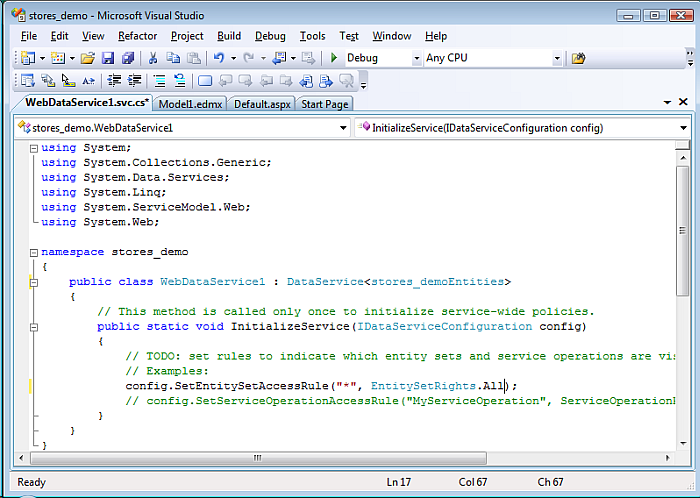 stores_demo - Microsoft Visual Studio
File Edit View Refactor Project Build Debug Data Tools Test Window Help
Debug Any CPU
WebDataService1.svc.cs* Model1.edmx Default.aspx Start Page
stores_demo.WebDataService1 InitializeService(IDataServiceConfiguration config)
using System;
using System.Collections.Generic;
using System.Data.Services;
using System.Linq;
using System.ServiceModel.Web;
using System.Web;
namespace stores_demo
{
public class WebDataService1 : DataService<stores_demoEntities>
{
// This method is called only once to initialize service-wide policies.
public static void InitializeService(IDataServiceConfiguration config)
{
// TODO: set rules to indicate which entity sets and service operations are vis
// Examples:
config.SetEntitySetAccessRule("*", EntitySetRights.All);
// config.SetServiceOperationAccessRule("MyServiceOperation", ServiceOperation
}
}
}
Ready Ln 17 Col 67 Ch 67